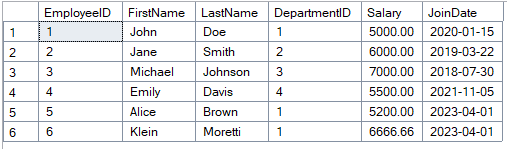 EmployeeID FirstName LastName DepartmentID Salary JoinDate
1 1 John Doe 1 5000.00 2020-01-15
2 2 Jane Smith 2 6000.00 2019-03-22
3 3 Michael Johnson 3 7000.00 2018-07-30
4 4 Emily Davis 4 5500.00 2021-11-05
5 5 Alice Brown 1 5200.00 2023-04-01
6 6 Klein Moretti 1 6666.66 2023-04-01